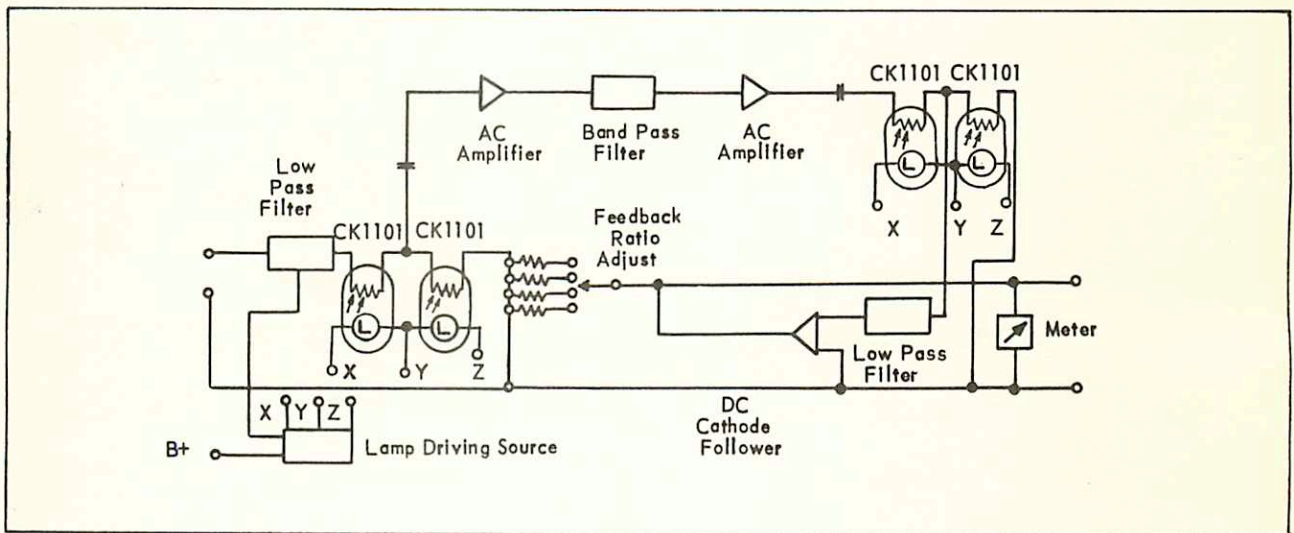 CK1101 CK1101
AC
Amplifier
Band Pass
Filter
AC
Amplifier
L L
X Y Z
Low
Pass
Filter
CK1101 CK1101
Feedback
Ratio
Adjust
L L
X Y Z
Low Pass
Filter
Meter
DC
Cathode
Follower
X Y Z
B+
Lamp Driving Source